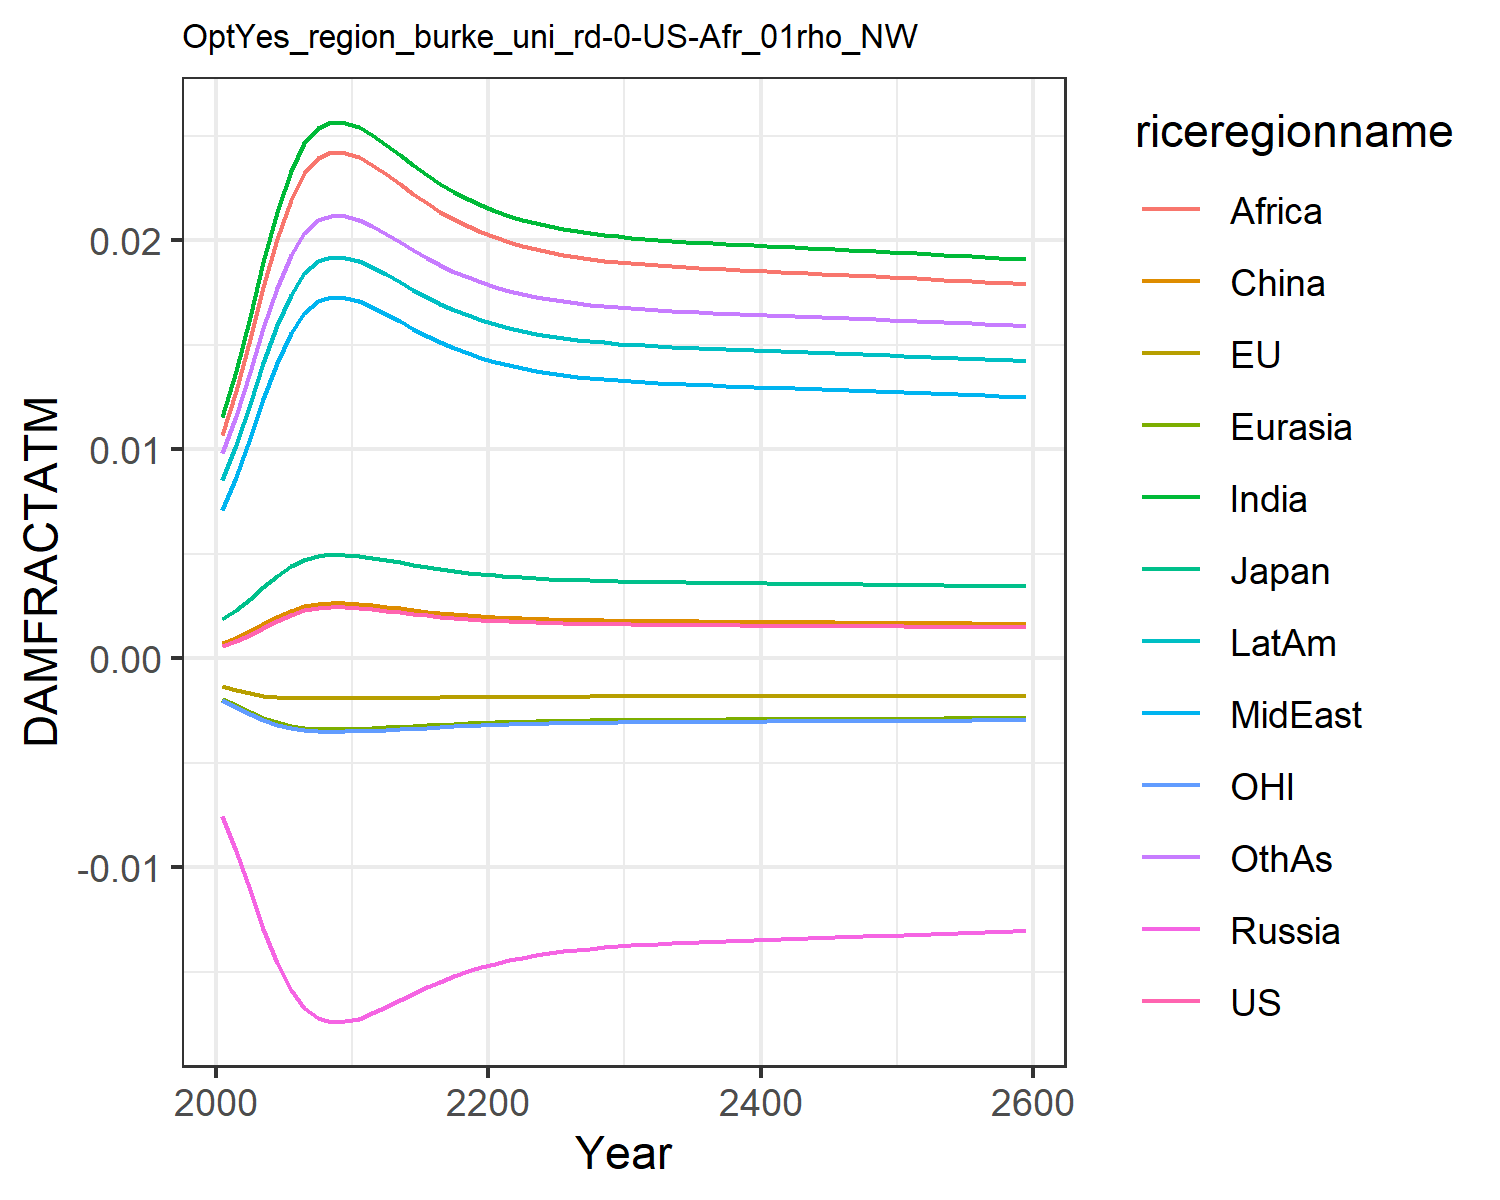 OptYes_region_burke_uni_rd-0-US-Afr_01rho_NW
DAMFRACTATM
0.02
0.01
0.00
-0.01
2000
2200
2400
2600
Year
riceregionname
Africa
China
EU
Eurasia
India
Japan
LatAm
MidEast
OHI
OthAs
Russia
US